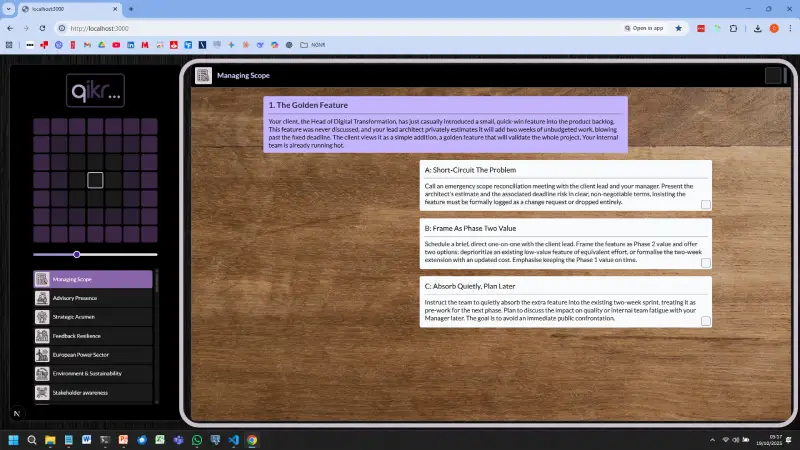 localhost:3000
http://localhost:3000
Open in app
NGNR
qikr...
Managing Scope
Advisory Presence
Strategic Acumen
Feedback Resilience
European Power Sector
Environment & Sustainability
Stakeholder awareness
N
Managing Scope
1. The Golden Feature
Your client, the Head of Digital Transformation, has just casually introduced a small, quick-win feature into the product backlog.
This feature was never discussed, and your lead architect privately estimates it will add two weeks of unbudgeted work, blowing
past the fixed deadline. The client views it as a simple addition, a golden feature that will validate the whole project. Your internal
team is already running hot.
A: Short-Circuit The Problem
Call an emergency scope reconciliation meeting with the client lead and your manager. Present the
architect's estimate and the associated deadline risk in clear, non-negotiable terms, insisting the
feature must be formally logged as a change request or dropped entirely.
B: Frame As Phase Two Value
Schedule a brief, direct one-on-one with the client lead. Frame the feature as Phase 2 value and offer
two options: deprioritize an existing low-value feature of equivalent effort, or formalise the two-week
extension with an updated cost. Emphasise keeping the Phase 1 value on time.
C: Absorb Quietly, Plan Later
Instruct the team to quietly absorb the extra feature into the existing two-week sprint, treating it as
pre-work for the next phase. Plan to discuss the impact on quality or internal team fatigue with your
Manager later. The goal is to avoid an immediate public confrontation.
05:17
19/10/2025